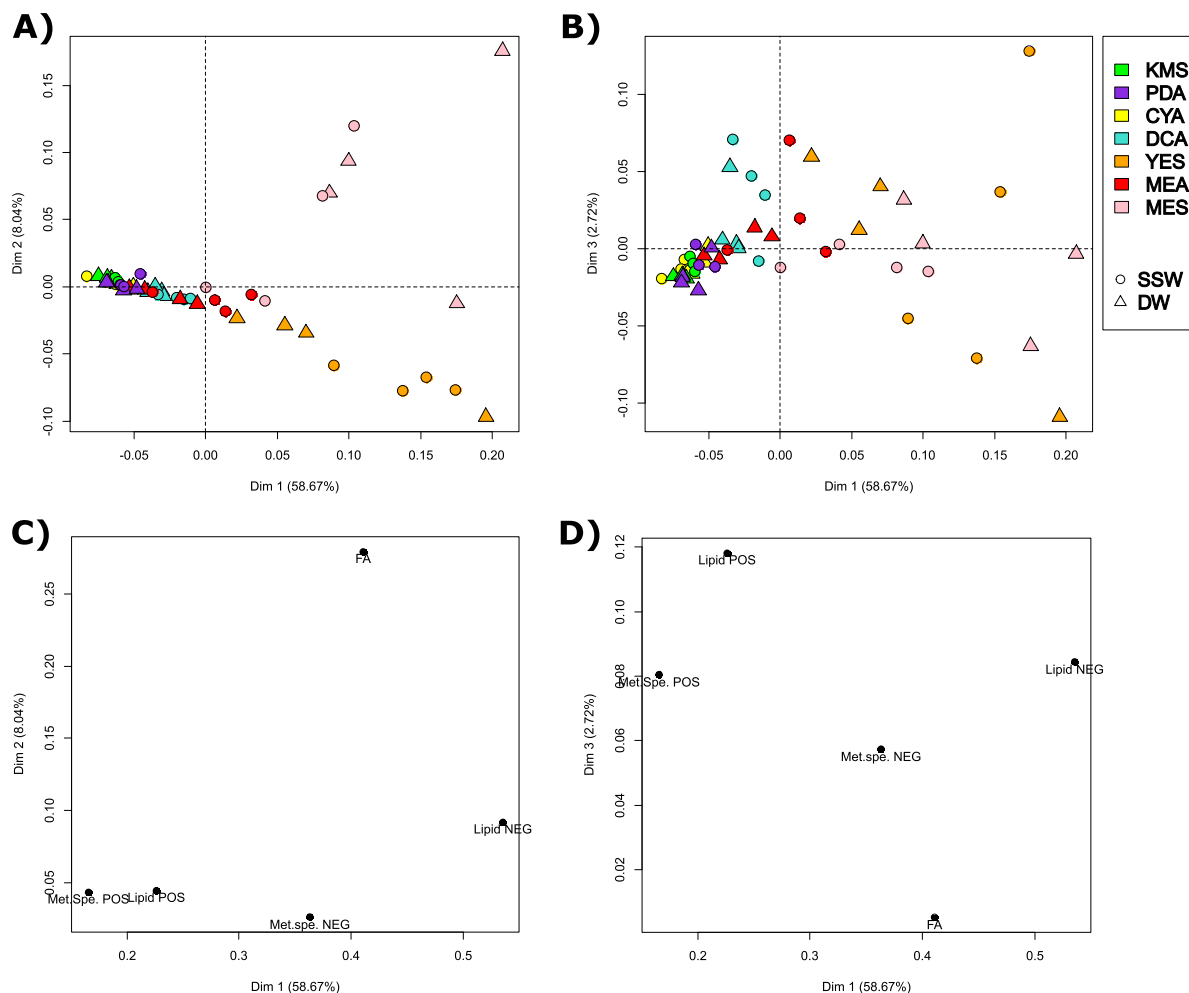 A)
Dim 2 (8.04%)
0.15
0.10
0.05
0.00
-0.05
-0.10
-0.05 0.00 0.05 0.10 0.15 0.20
Dim 1 (58.67%)
B)
Dim 3 (2.72%)
0.10
0.05
0.00
-0.05
-0.10
-0.05 0.00 0.05 0.10 0.15 0.20
Dim 1 (58.67%)
KMS
PDA
CYA
DCA
YES
MEA
MES
SSW
DW
C)
Dim 2 (8.04%)
0.25
0.20
0.15
0.10
0.05
FA
Lipid NEG
Met.Spe. POS
Lipid POS
Met.spe. NEG
0.2 0.3 0.4 0.5
Dim 1 (58.67%)
D)
Dim 3 (2.72%)
0.12
0.10
0.08
0.06
0.04
0.02
Lipid POS
Lipid NEG
Met.Spe. POS
Met.spe. NEG
FA
0.2 0.3 0.4 0.5
Dim 1 (58.67%)